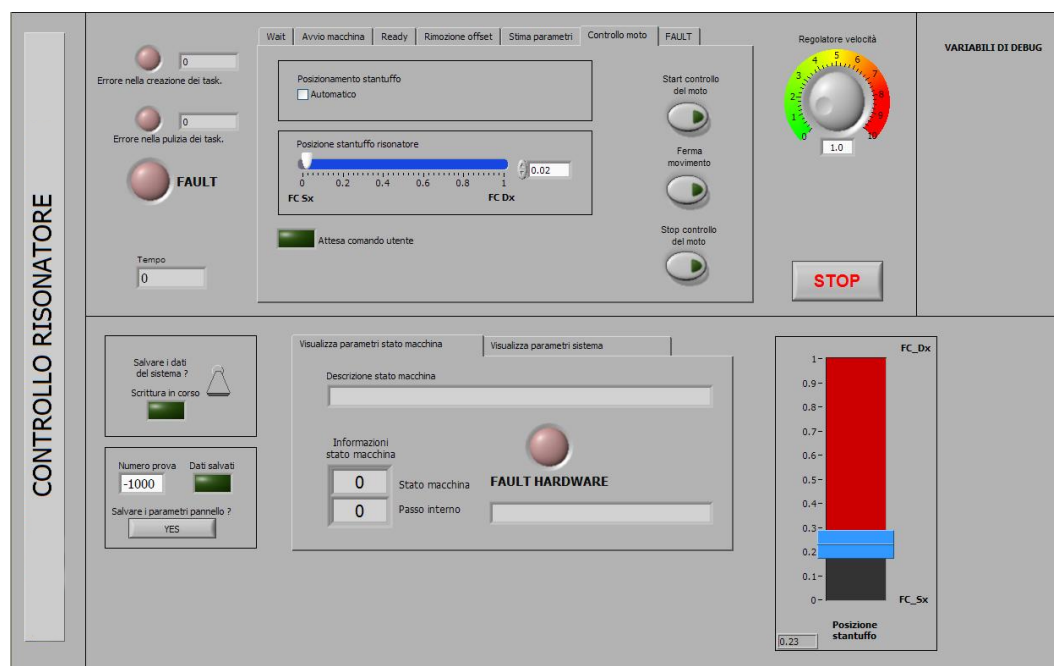 CONTROLLO RISONATORE
0
Errore nella creazione dei task.
0
Errore nella pulizia dei task.
FAULT
Tempo
0
Wait
Avvio macchina
Ready
Rimozione offset
Stima parametri
Controllo moto
FAULT
Posizionamento stantuffo
Automatico
Posizione stantuffo risonatore
0 0.2 0.4 0.6 0.8 1
FC Sx
FC Dx
0.02
Attesa comando utente
Start controllo
del moto
Ferma
movimento
Stop controllo
del moto
Regolatore velocità
0 1 2 3 4 5 6 7 8 9 10
1.0
STOP
VARIABILI DI DEBUG
Salvare i dati
del sistema ?
Scrittura in corso
Numero prova
-1000
Dati salvati
Salvare i parametri pannello ?
YES
Visualizza parametri stato macchina
Visualizza parametri sistema
Descrizione stato macchina
Informazioni
stato macchina
0
Stato macchina
0
Passo interno
FAULT HARDWARE
FC_Dx
1
0.9
0.8
0.7
0.6
0.5
0.4
0.3
0.2
0.1
0
FC_Sx
Posizione
stantuffo
0.23